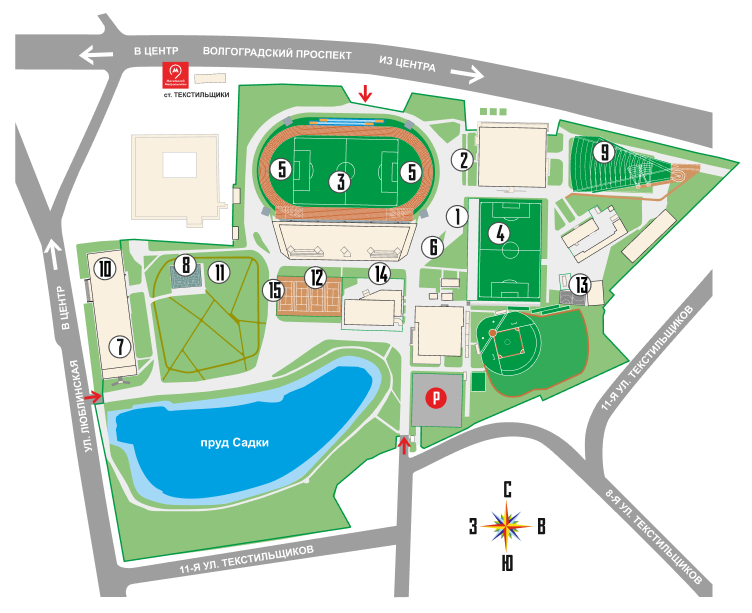 В ЦЕНТР
ВОЛГОГРАДСКИЙ ПРОСПЕКТ
ИЗ ЦЕНТРА
ст. ТЕКСТИЛЬЩИКИ
2
9
5
3
5
1
4
6
10
8
11
12
14
15
13
7
В ЦЕНТР
УЛ. ЛЮБЛИНСКАЯ
P
11-Я УЛ. ТЕКСТИЛЬЩИКОВ
пруд Садки
С
З
В
Ю
8-Я УЛ. ТЕКСТИЛЬЩИКОВ
11-Я УЛ. ТЕКСТИЛЬЩИКОВ